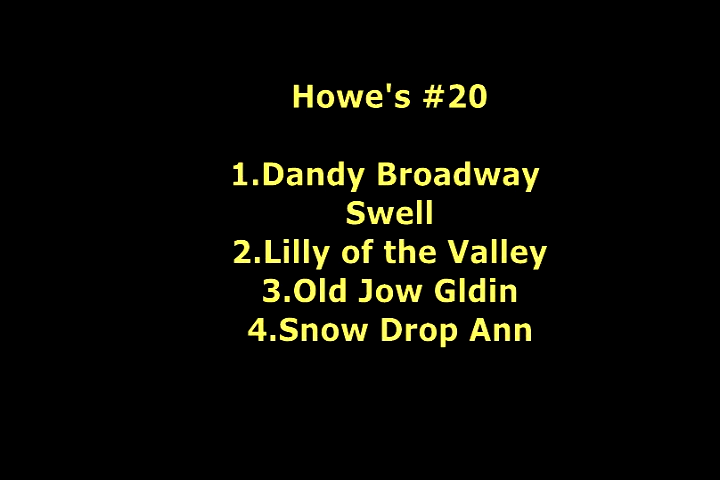 Howe's #20
1.Dandy Broadway
Swell
2.Lilly of the Valley
3.Old Jow Gldin
4.Snow Drop Ann